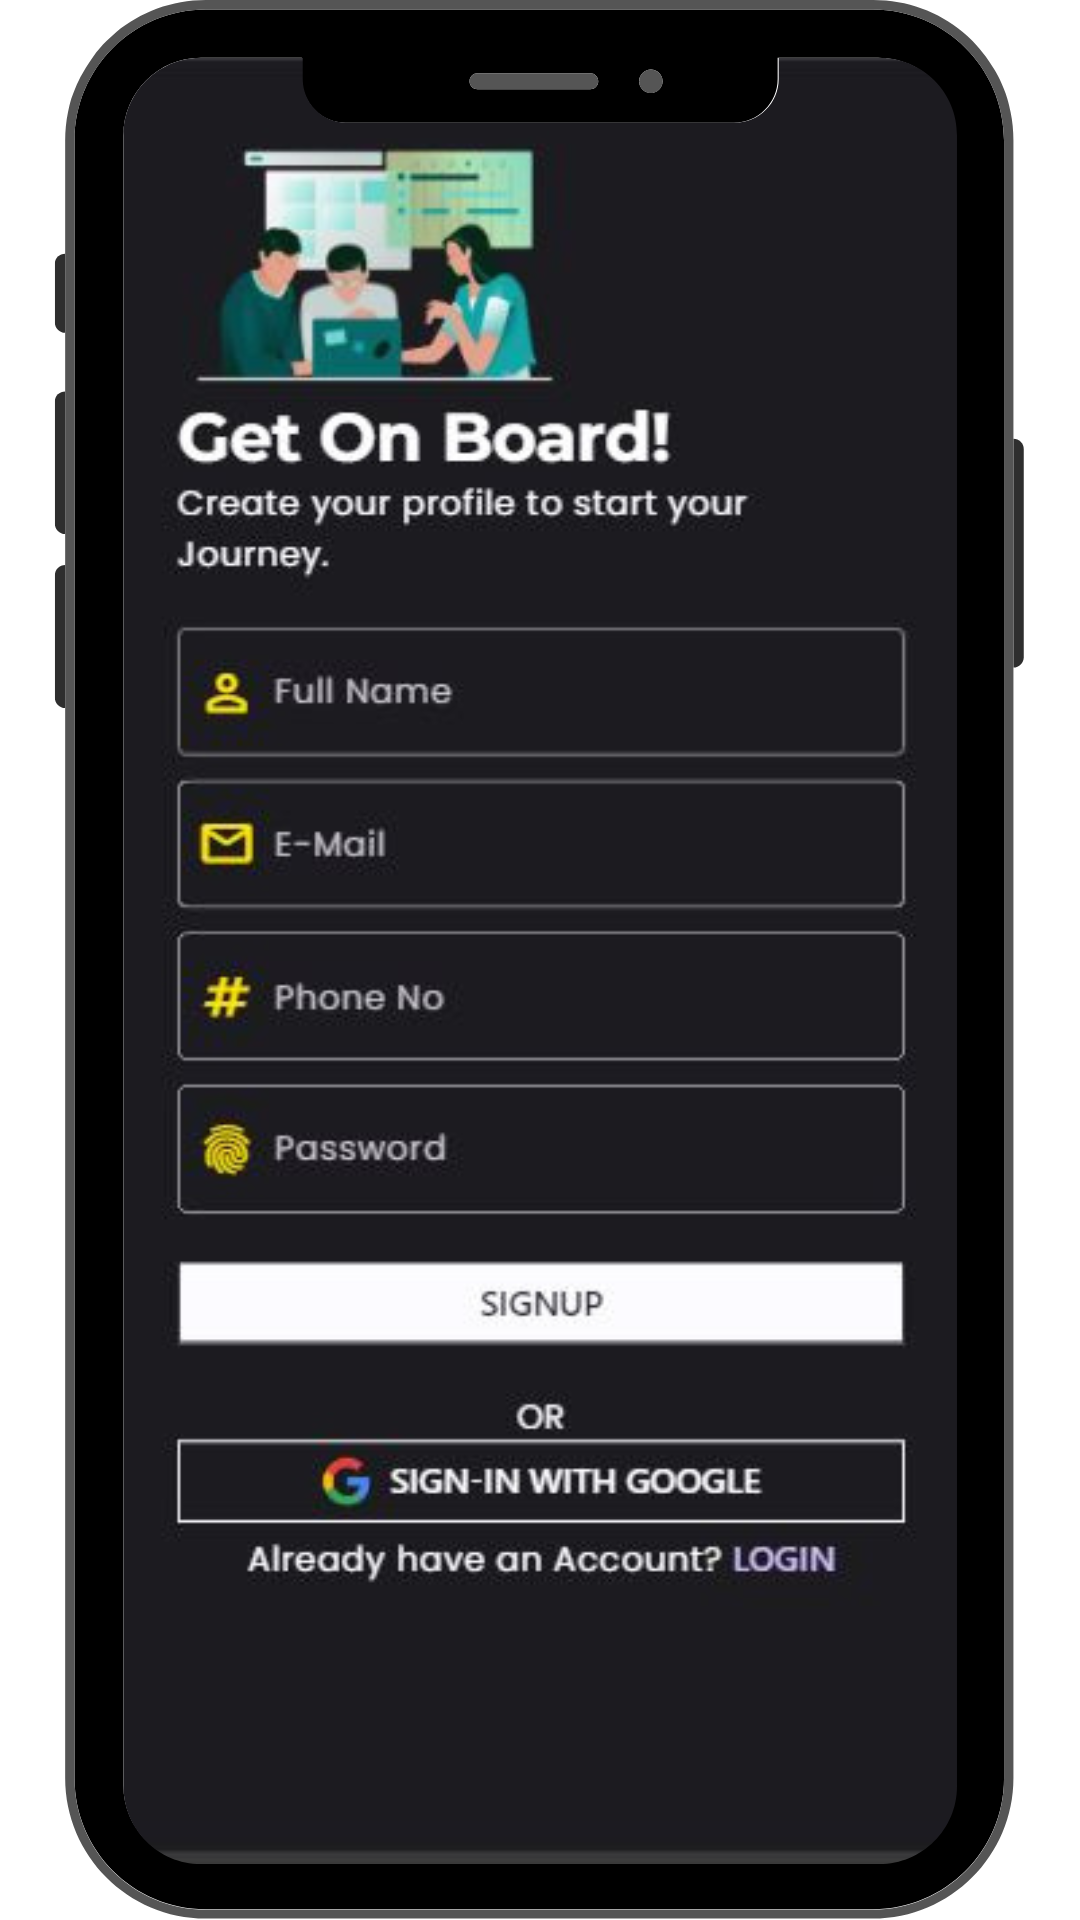 Get On Board!
Create your profile to start your
Journey.
Full Name
E-Mail
# Phone No
Password
SIGNUP
OR
SIGN-IN WITH GOOGLE
Already have an Account? LOGIN